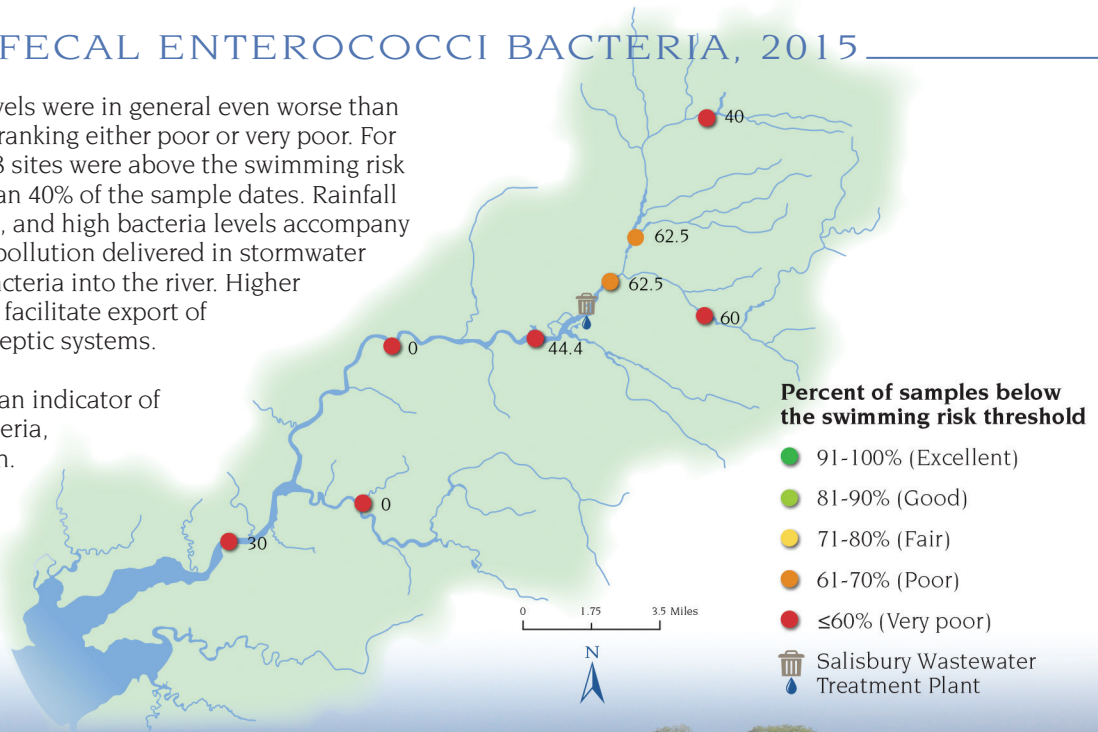 FECAL ENTEROCOCCI BACTERIA, 2015
vels were in general even worse than
ranking either poor or very poor. For
8 sites were above the swimming risk
an 40% of the sample dates. Rainfall
, and high bacteria levels accompany
pollution delivered in stormwater
acteria into the river. Higher
facilitate export of
eptic systems.
an indicator of
eria,
n.
40
62.5
62.5
60
0
44.4
0
30
Percent of samples below
the swimming risk threshold
91-100% (Excellent)
81-90% (Good)
71-80% (Fair)
61-70% (Poor)
≤60% (Very poor)
Salisbury Wastewater
Treatment Plant
0 1.75 3.5 Miles
N